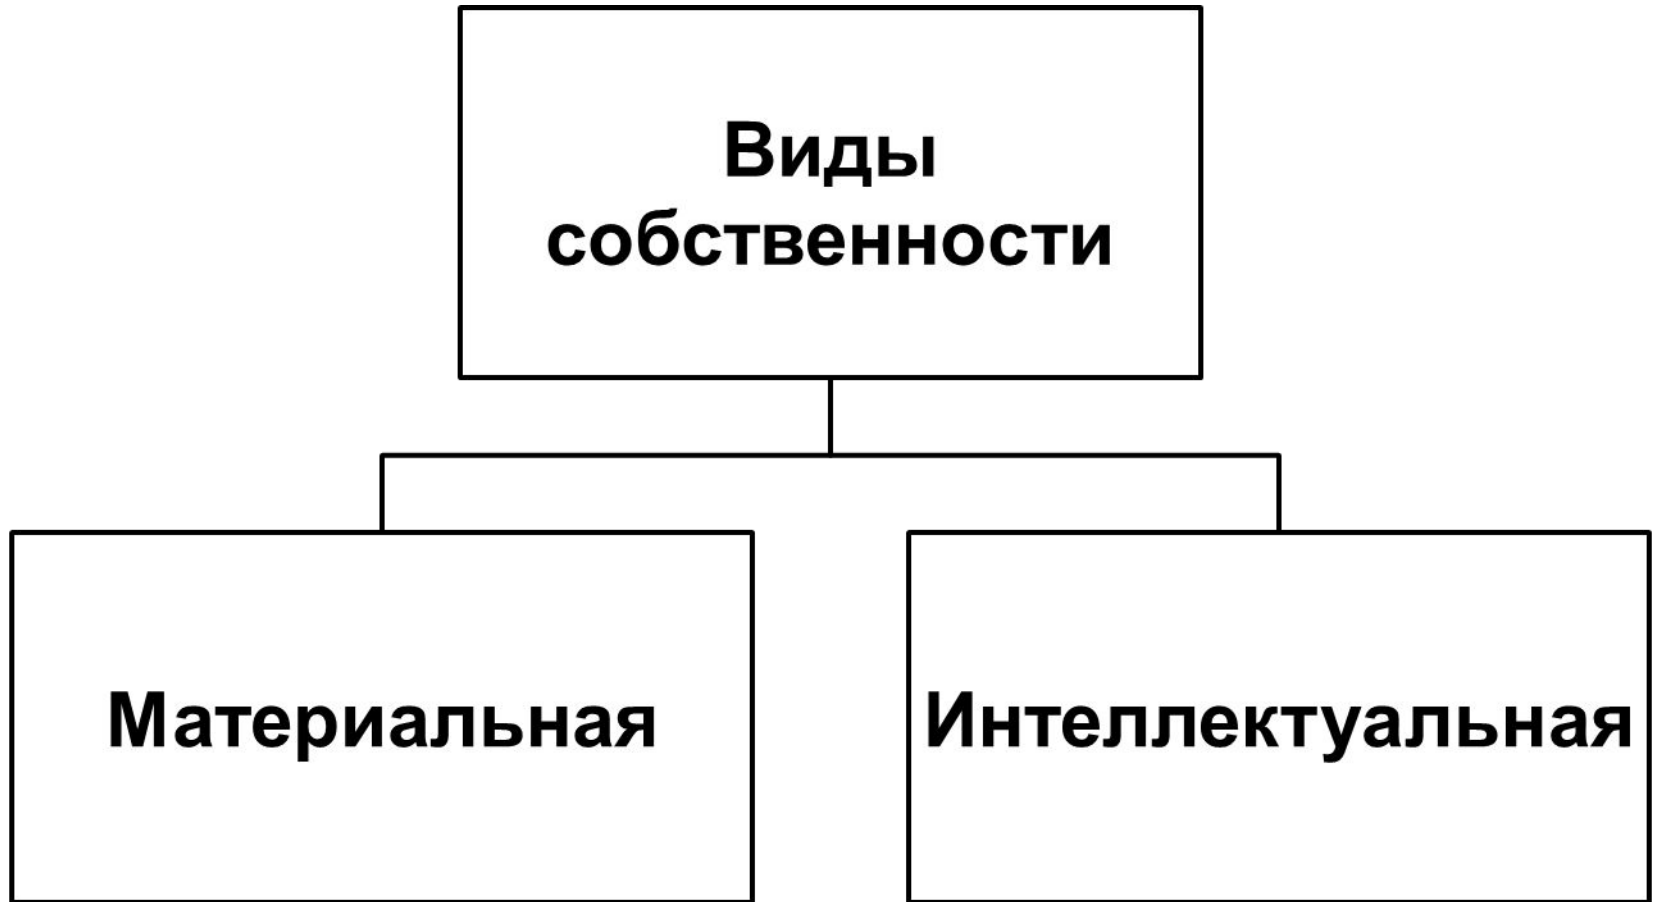 Виды
собственности
Материальная
Интеллектуальная